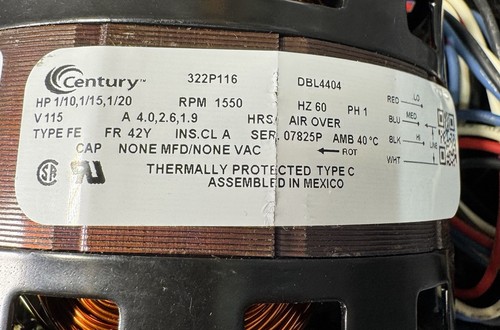 Century™ 322P116 DBL4404
HP 1/10,1/15,1/20 RPM 1550 HZ 60 PH 1
V 115 A 4.0,2.6,1.9 HRS AIR OVER
TYPE FE FR 42Y INS.CL A SER. 07825P AMB 40 °C
CAP NONE MFD/NONE VAC ROT
THERMALLY PROTECTED TYPE C
ASSEMBLED IN MEXICO
RED LO
BLU MED
BLK HI
LINE
WHT